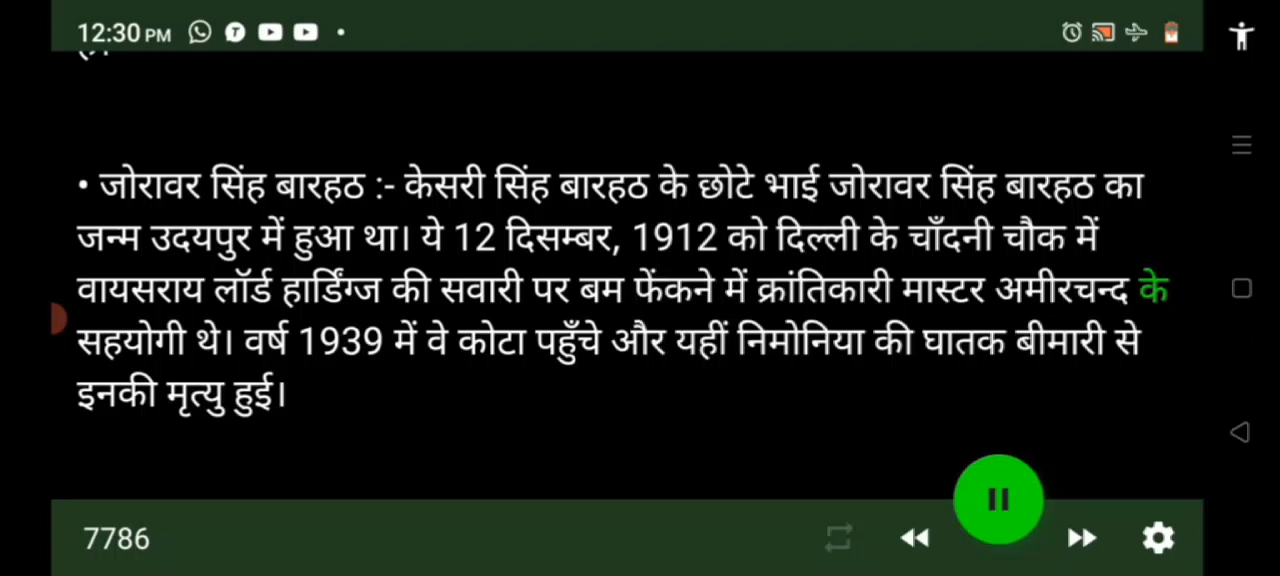 12:30 PM
• जोरावर सिंह बारहठ :- केसरी सिंह बारहठ के छोटे भाई जोरावर सिंह बारहठ का
जन्म उदयपुर में हुआ था। ये 12 दिसम्बर, 1912 को दिल्ली के चाँदनी चौक में
वायसराय लॉर्ड हार्डिंग्ज की सवारी पर बम फेंकने में क्रांतिकारी मास्टर अमीरचन्द के
सहयोगी थे। वर्ष 1939 में वे कोटा पहुँचे और यहीं निमोनिया की घातक बीमारी से
इनकी मृत्यु हुई।
7786